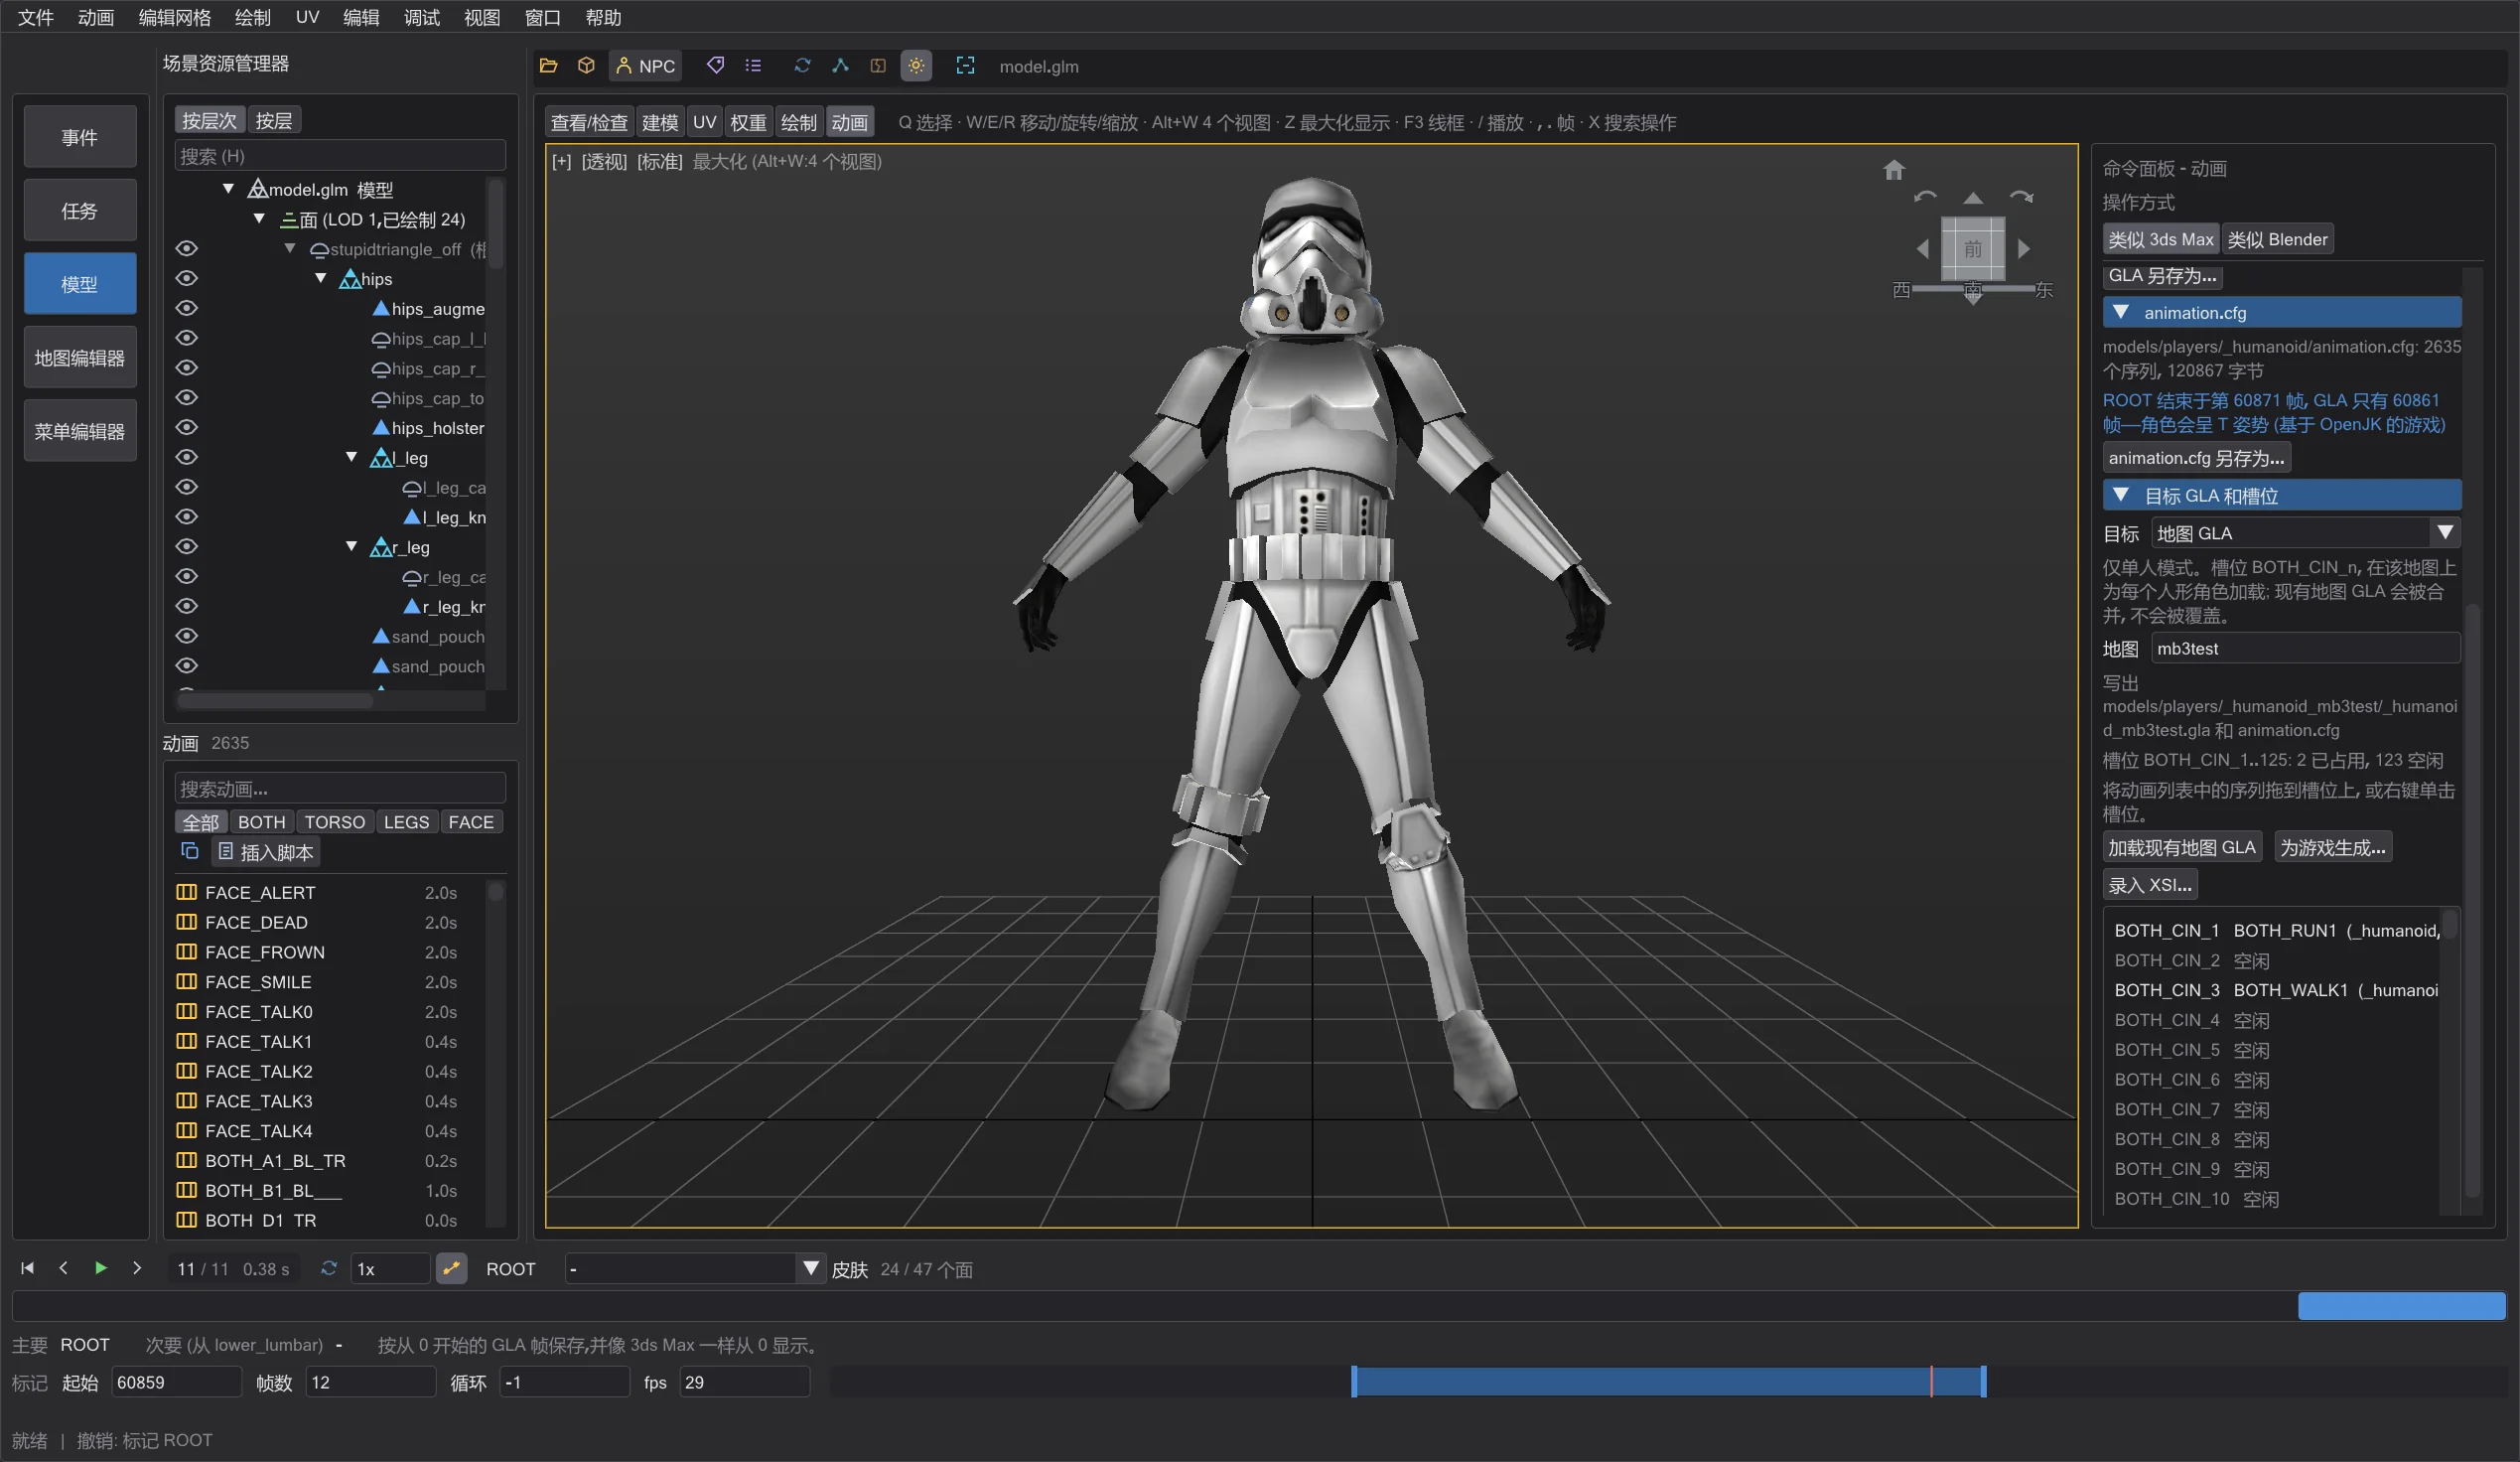 文件 动画 编辑网格 绘制 UV 编辑 调试 视图 窗口 帮助
场景资源管理器
NPC model.glm
事件
任务
模型
地图编辑器
菜单编辑器
按层次 按层
搜索 (H)
model.glm 模型
面 (LOD 1,已绘制 24)
stupidtriangle_off
hips
hips_augme
hips_cap_l_
hips_cap_r_
hips_cap_to
hips_holster
l_leg
l_leg_ca
l_leg_kn
r_leg
r_leg_ca
r_leg_kn
sand_pouch
sand_pouch
动画 2635
搜索动画...
全部 BOTH TORSO LEGS FACE
插入脚本
FACE_ALERT 2.0s
FACE_DEAD 2.0s
FACE_FROWN 2.0s
FACE_SMILE 2.0s
FACE_TALK0 2.0s
FACE_TALK1 0.4s
FACE_TALK2 0.4s
FACE_TALK3 0.4s
FACE_TALK4 0.4s
BOTH_A1_BL_TR 0.2s
BOTH_B1_BL___ 1.0s
BOTH_D1_TR 0.0s
查看/检查 建模 UV 权重 绘制 动画 Q 选择 · W/E/R 移动/旋转/缩放 · Alt+W 4 个视图 · Z 最大化显示 · F3 线框 · / 播放 · , . 帧 · X 搜索操作
[+] [透视] [标准] 最大化 (Alt+W:4 个视图)
前
西 南 东
命令面板 - 动画
操作方式
类似 3ds Max 类似 Blender
GLA 另存为...
animation.cfg
models/players/_humanoid/animation.cfg: 2635
个序列, 120867 字节
ROOT 结束于第 60871 帧, GLA 只有 60861
帧—角色会呈 T 姿势 (基于 OpenJK 的游戏)
animation.cfg 另存为...
目标 GLA 和槽位
目标 地图 GLA
仅单人模式。槽位 BOTH_CIN_n, 在该地图上
为每个人形角色加载: 现有地图 GLA 会被合
并, 不会被覆盖。
地图 mb3test
写出
models/players/_humanoid_mb3test/_humanoi
d_mb3test.gla 和 animation.cfg
槽位 BOTH_CIN_1..125: 2 已占用, 123 空闲
将动画列表中的序列拖到槽位上, 或右键单击
槽位。
加载现有地图 GLA 为游戏生成...
录入 XSI...
BOTH_CIN_1 BOTH_RUN1 (_humanoid,
BOTH_CIN_2 空闲
BOTH_CIN_3 BOTH_WALK1 (_humanoi
BOTH_CIN_4 空闲
BOTH_CIN_5 空闲
BOTH_CIN_6 空闲
BOTH_CIN_7 空闲
BOTH_CIN_8 空闲
BOTH_CIN_9 空闲
BOTH_CIN_10 空闲
11 / 11 0.38 s 1x ROOT - 皮肤 24 / 47 个面
主要 ROOT 次要 (从 lower_lumbar) - 按从 0 开始的 GLA 帧保存,并像 3ds Max 一样从 0 显示。
标记 起始 60859 帧数 12 循环 -1 fps 29
就绪 | 撤销: 标记 ROOT